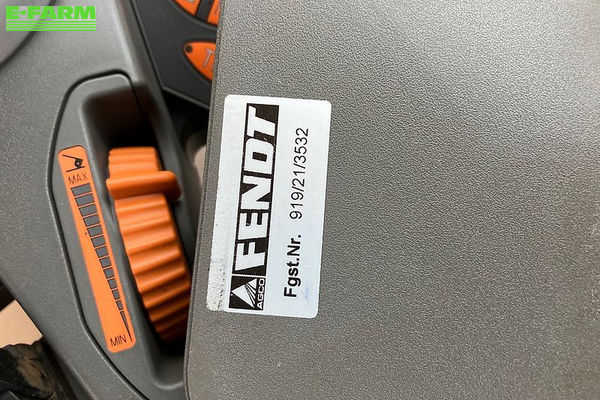 E-FARM
T
MAX
MIN
FENDT
AGCO
Fgst.Nr. 919/21/3532